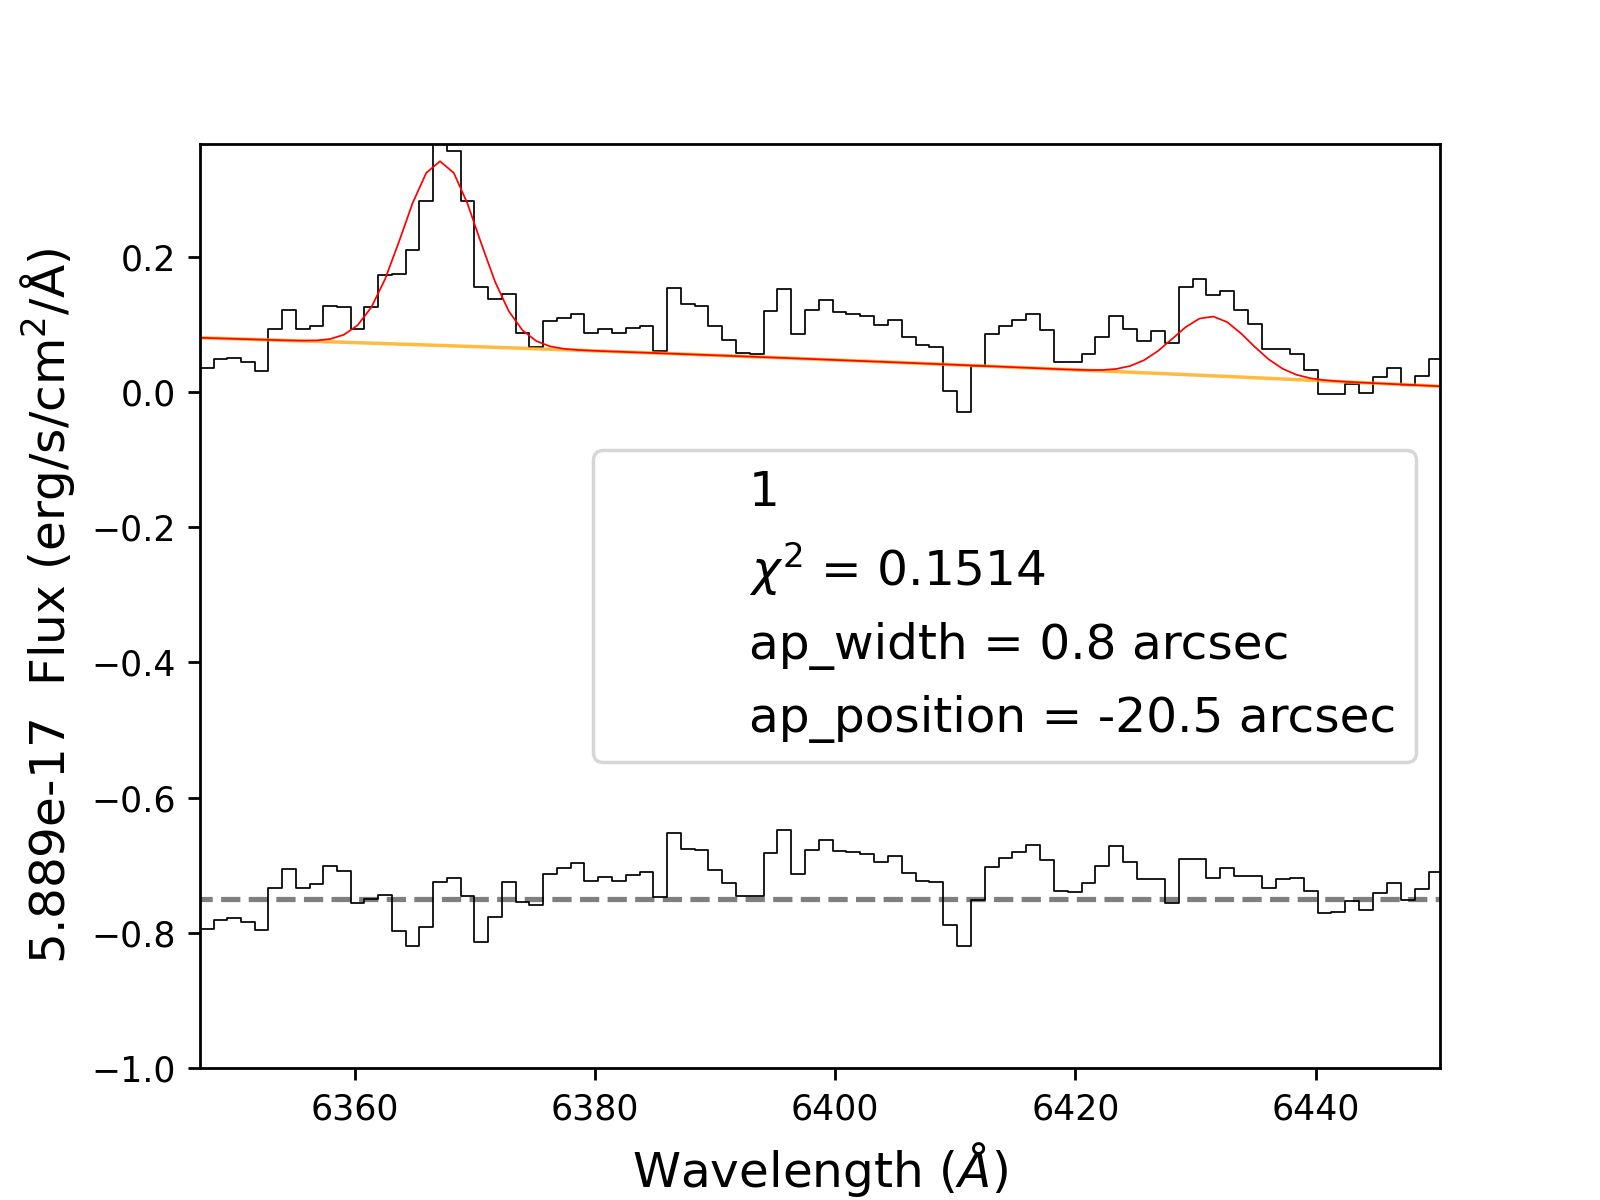 5.889e-17 Flux (erg/s/cm²/Å)
0.2
0.0
−0.2
−0.4
−0.6
−0.8
−1.0
1
χ² = 0.1514
ap_width = 0.8 arcsec
ap_position = -20.5 arcsec
6360 6380 6400 6420 6440
Wavelength (Å)